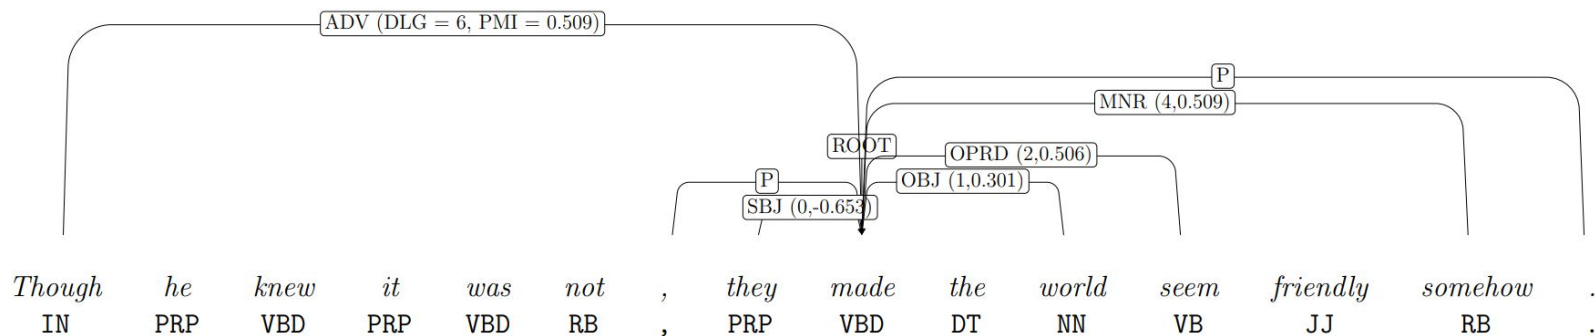 ADV (DLG = 6, PMI = 0.509)
P
MNR (4,0.509)
ROOT
OPRD (2,0.506)
P
OBJ (1,0.301)
SBJ (0,-0.653)
Though he knew it was not , they made the world seem friendly somehow .
IN PRP VBD PRP VBD RB , PRP VBD DT NN VB JJ RB .